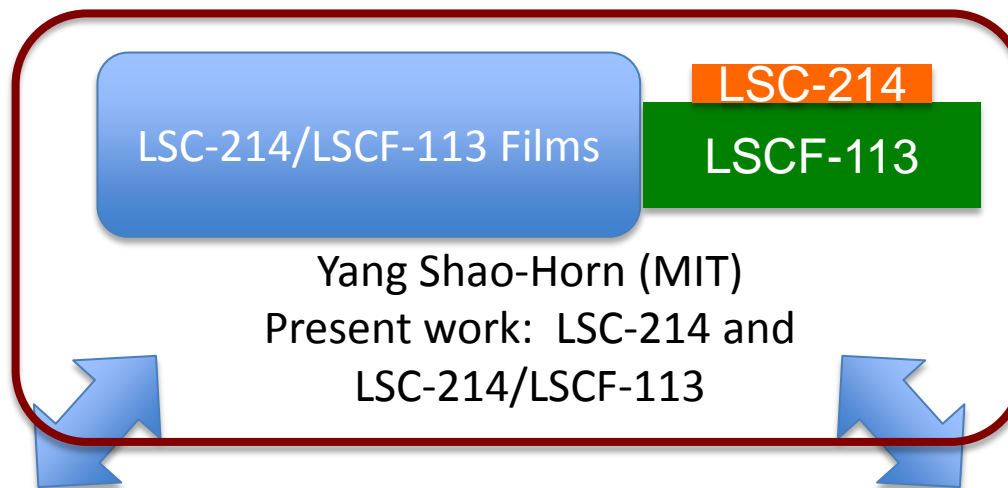 LSC-214/LSCF-113 Films
LSC-214
LSCF-113
Yang Shao-Horn (MIT)
Present work: LSC-214 and
LSC-214/LSCF-113